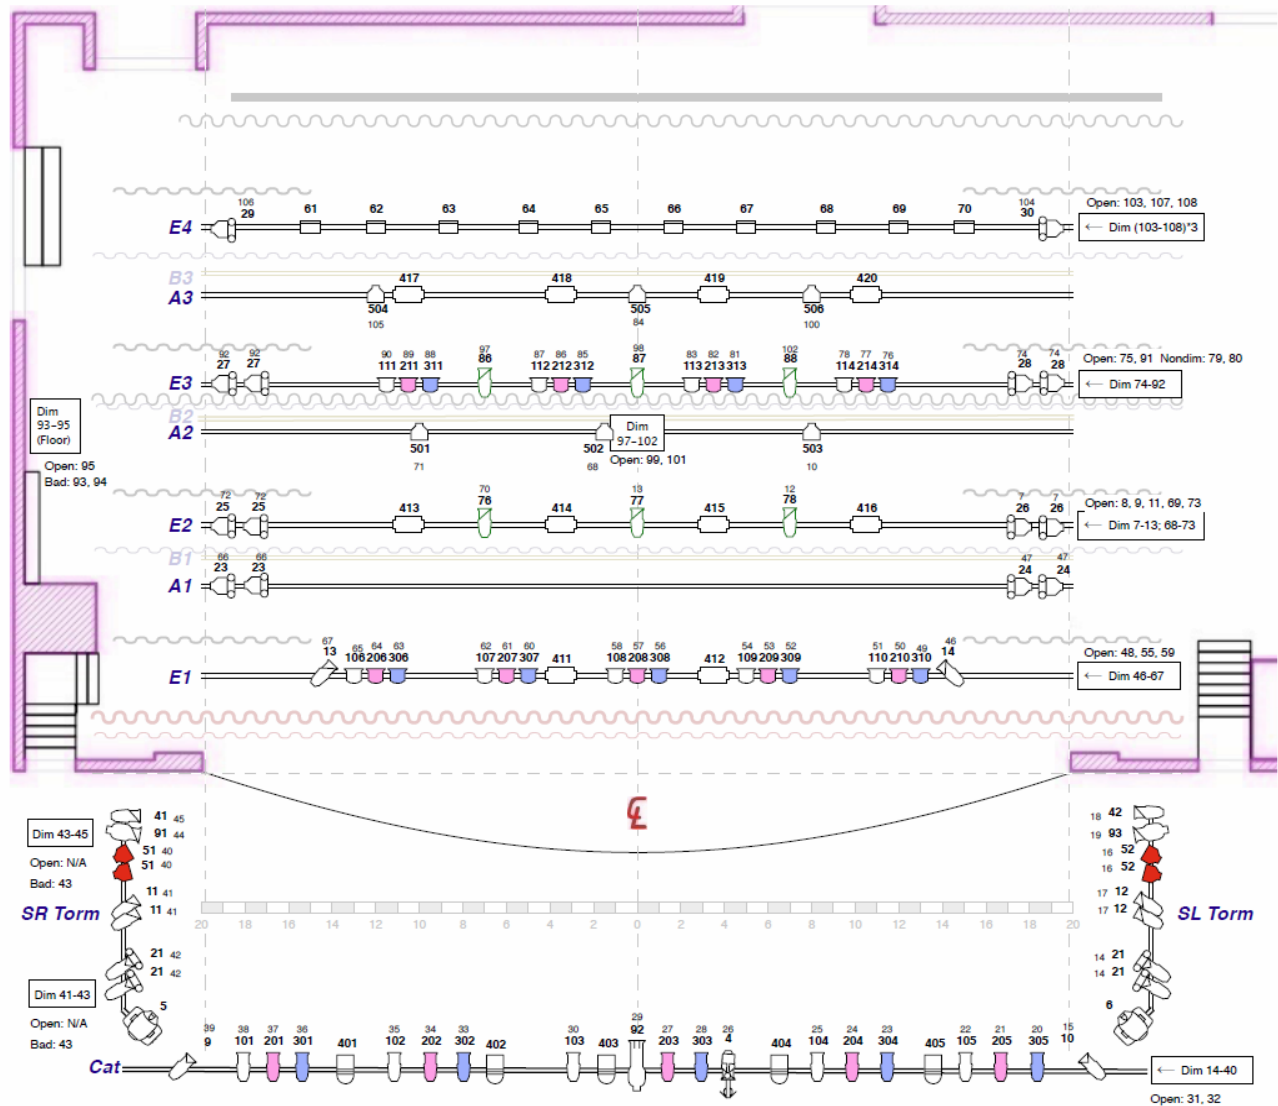 106 104 Open: 103, 107, 108
29 61 62 63 64 65 66 67 68 69 70 30
E4 ← Dim (103-108)*3
B3 417 418 419 420
A3
504 505 506
105 84 100
92 92 90 89 88 97 87 86 85 98 83 82 81 102 78 77 76 74 74 Open: 75, 91 Nondim: 79, 80
27 27 111 211 311 86 112 212 312 87 113 213 313 88 114 214 314 28 28
E3 ← Dim 74-92
Dim
93-95
(Floor)
Open: 95
Bad: 93, 94
B2
A2
Dim
97-102
501 502 503
Open: 99, 101
71 68 10
72 72 70 13 12 7 7 Open: 8, 9, 11, 69, 73
25 25 413 76 414 77 415 78 416 26 26
E2 ← Dim 7-13; 68-73
B1
66 66 47 47
23 23 24 24
A1
67 65 64 63 62 61 60 58 57 56 54 53 52 51 50 49 46 Open: 48, 55, 59
13 106 206 306 107 207 307 411 108 208 308 412 109 209 309 110 210 310 14
E1 ← Dim 46-67
℄
Dim 43-45
Open: N/A
Bad: 43
41 45
91 44
51 40
51 40
11 41
11 41
SR Torm
21 42
21 42
Dim 41-43
Open: N/A
Bad: 43
5
18 42
19 93
16 52
16 52
17 12
17 12
SL Torm
14 21
14 21
6
20 18 16 14 12 10 8 6 4 2 0 2 4 6 8 10 12 14 16 18 20
39 38 37 36 35 34 33 30 29 27 28 26 25 24 23 22 21 20 15
9 101 201 301 401 102 202 302 402 103 403 92 203 303 4 404 104 204 304 405 105 205 305 10
Cat ← Dim 14-40
Open: 31, 32